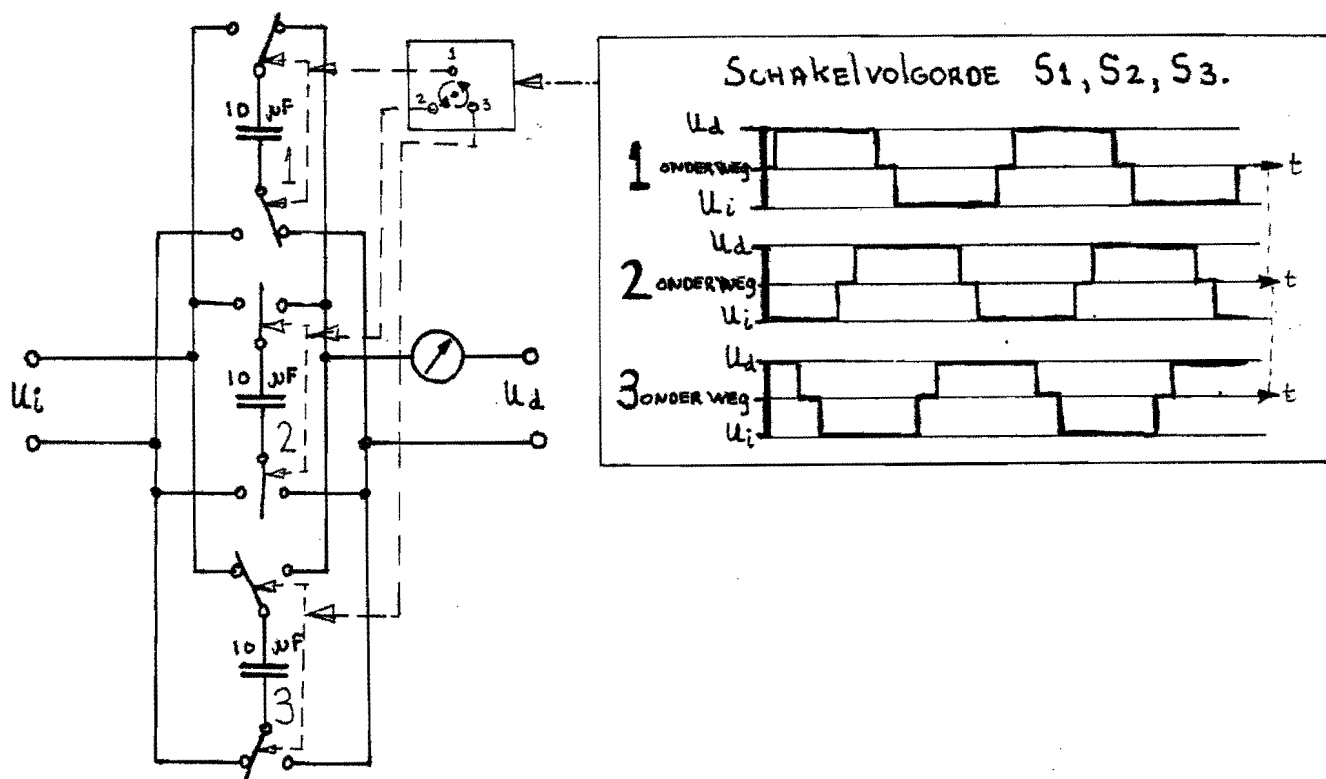 10 µF
1
1
2
3
10 µF
2
Ui
Ud
10 µF
3
SCHAKELVOLGORDE S1, S2, S3.
1
Ud
ONDERWEG
Ui
t
2
Ud
ONDERWEG
Ui
t
3
Ud
ONDERWEG
Ui
t